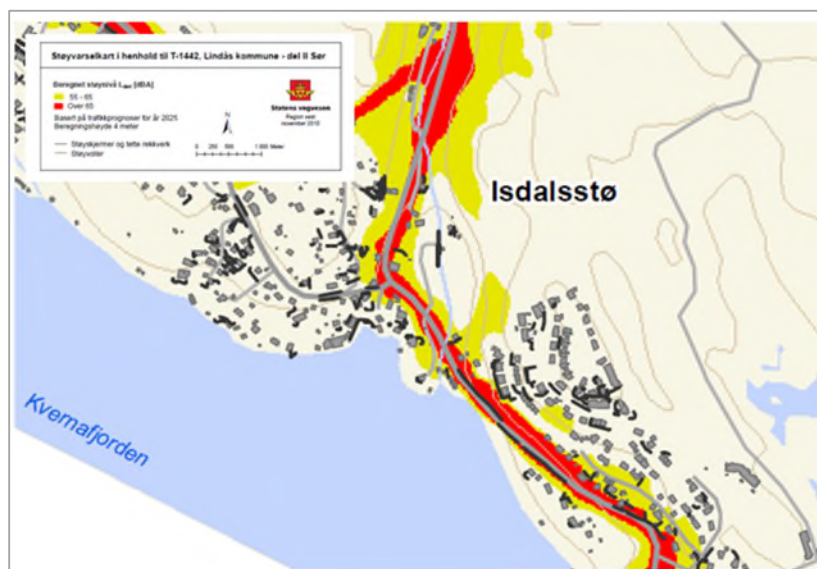 Støyvarselkart i henhold til T-1442, Lindås kommune - del II Sør
Beregnet støynivå Lden [dBA]
55 - 65
Over 65
Basert på trafikkprognoser for år 2025
Beregningshøyde 4 meter
Støyskjermer og tette rekkverk
Støyvoller
N
0 250 500 1 000 Meter
Statens vegvesen
Region vest
november 2010
Isdalsstø
Kvernafjorden